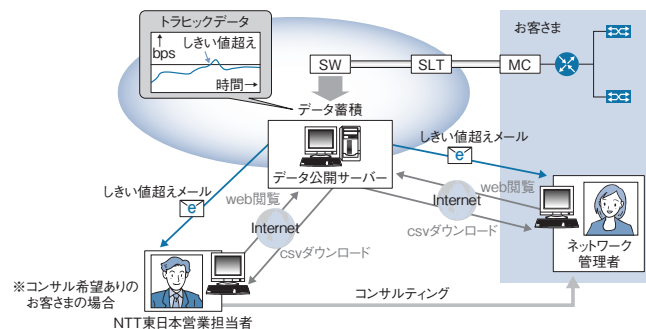 トラヒックデータ
bps
しきい値超え
時間→
お客さま
SW
SLT
MC
データ蓄積
データ公開サーバー
しきい値超えメール
e
しきい値超えメール
e
web閲覧
Internet
csvダウンロード
web閲覧
Internet
csvダウンロード
ネットワーク
管理者
※コンサル希望ありの
お客さまの場合
コンサルティング
NTT東日本営業担当者